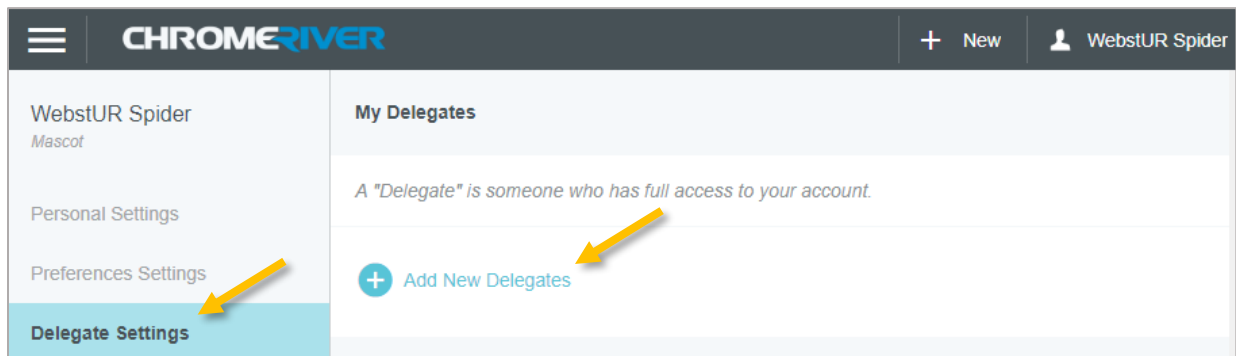 CHROMERIVER
New
WebstUR Spider
WebstUR Spider
Mascot
Personal Settings
Preferences Settings
Delegate Settings
My Delegates
A "Delegate" is someone who has full access to your account.
Add New Delegates